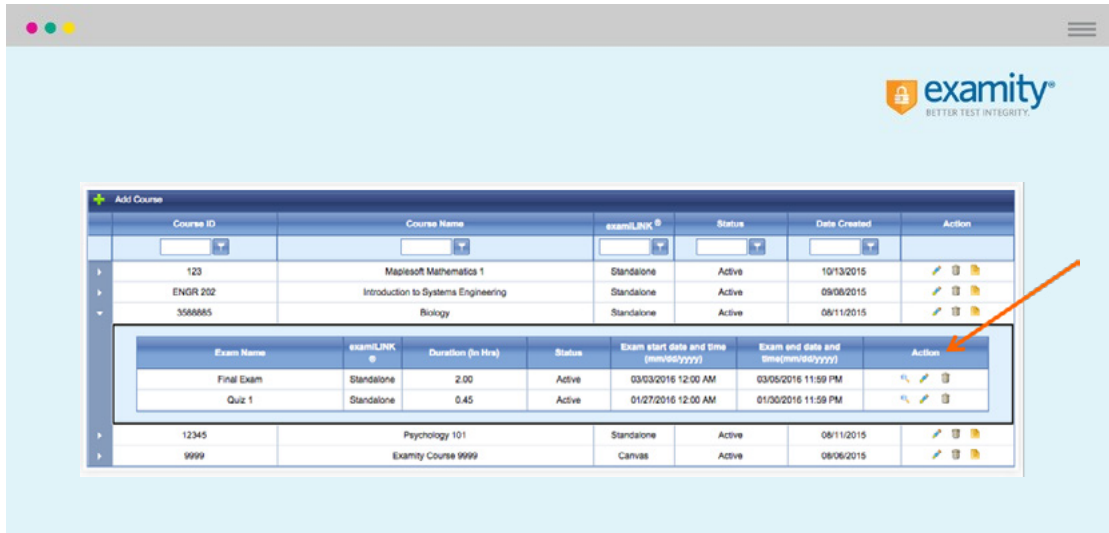 examity®
BETTER TEST INTEGRITY.
Add Course
Course ID Course Name examiLINK® Status Date Created Action
123 Maplesoft Mathematics 1 Standalone Active 10/13/2015
ENGR 202 Introduction to Systems Engineering Standalone Active 09/08/2015
3588885 Biology Standalone Active 08/11/2015
Exam Name examiLINK ® Duration (In Hrs) Status Exam start date and time (mm/dd/yyyy) Exam end date and time(mm/dd/yyyy) Action
Final Exam Standalone 2.00 Active 03/03/2016 12:00 AM 03/05/2016 11:59 PM
Quiz 1 Standalone 0.45 Active 01/27/2016 12:00 AM 01/30/2016 11:59 PM
12345 Psychology 101 Standalone Active 08/11/2015
9999 Examity Course 9999 Canvas Active 08/06/2015